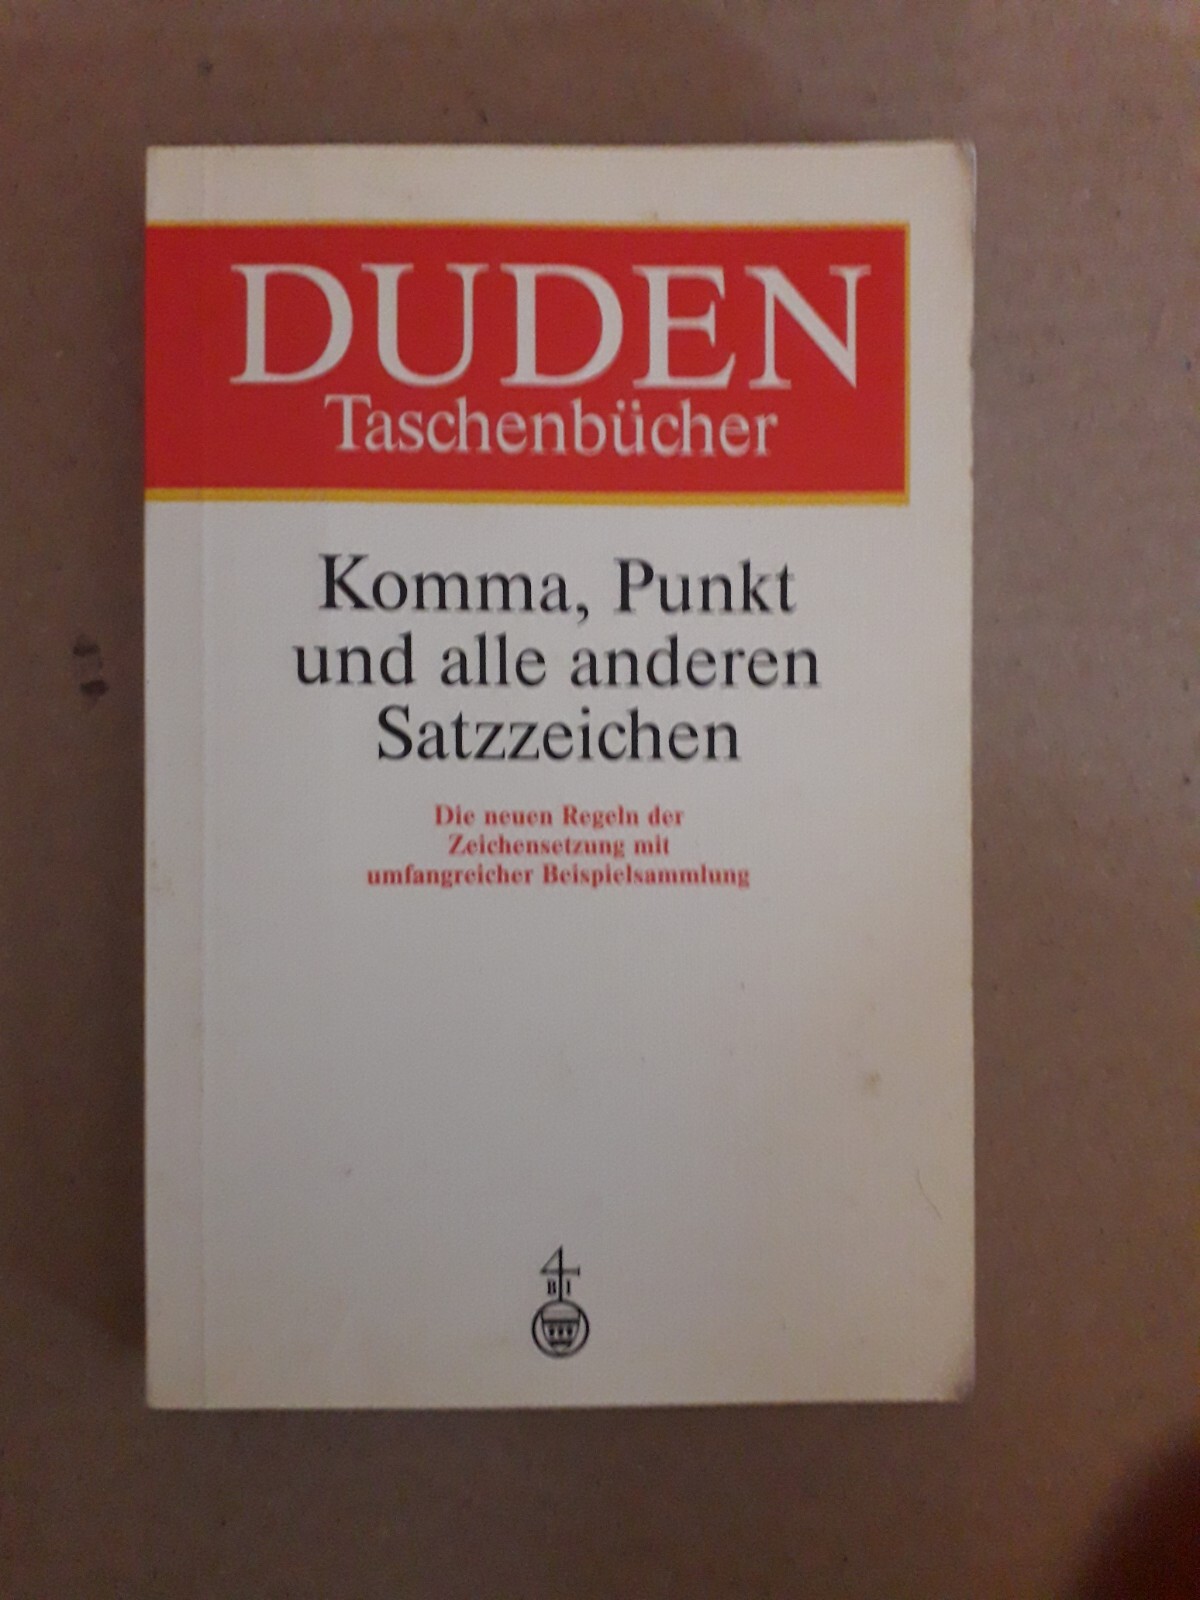 DUDEN
Taschenbücher
Komma, Punkt
und alle anderen
Satzzeichen
Die neuen Regeln der
Zeichensetzung mit
umfangreicher Beispielsammlung
B I